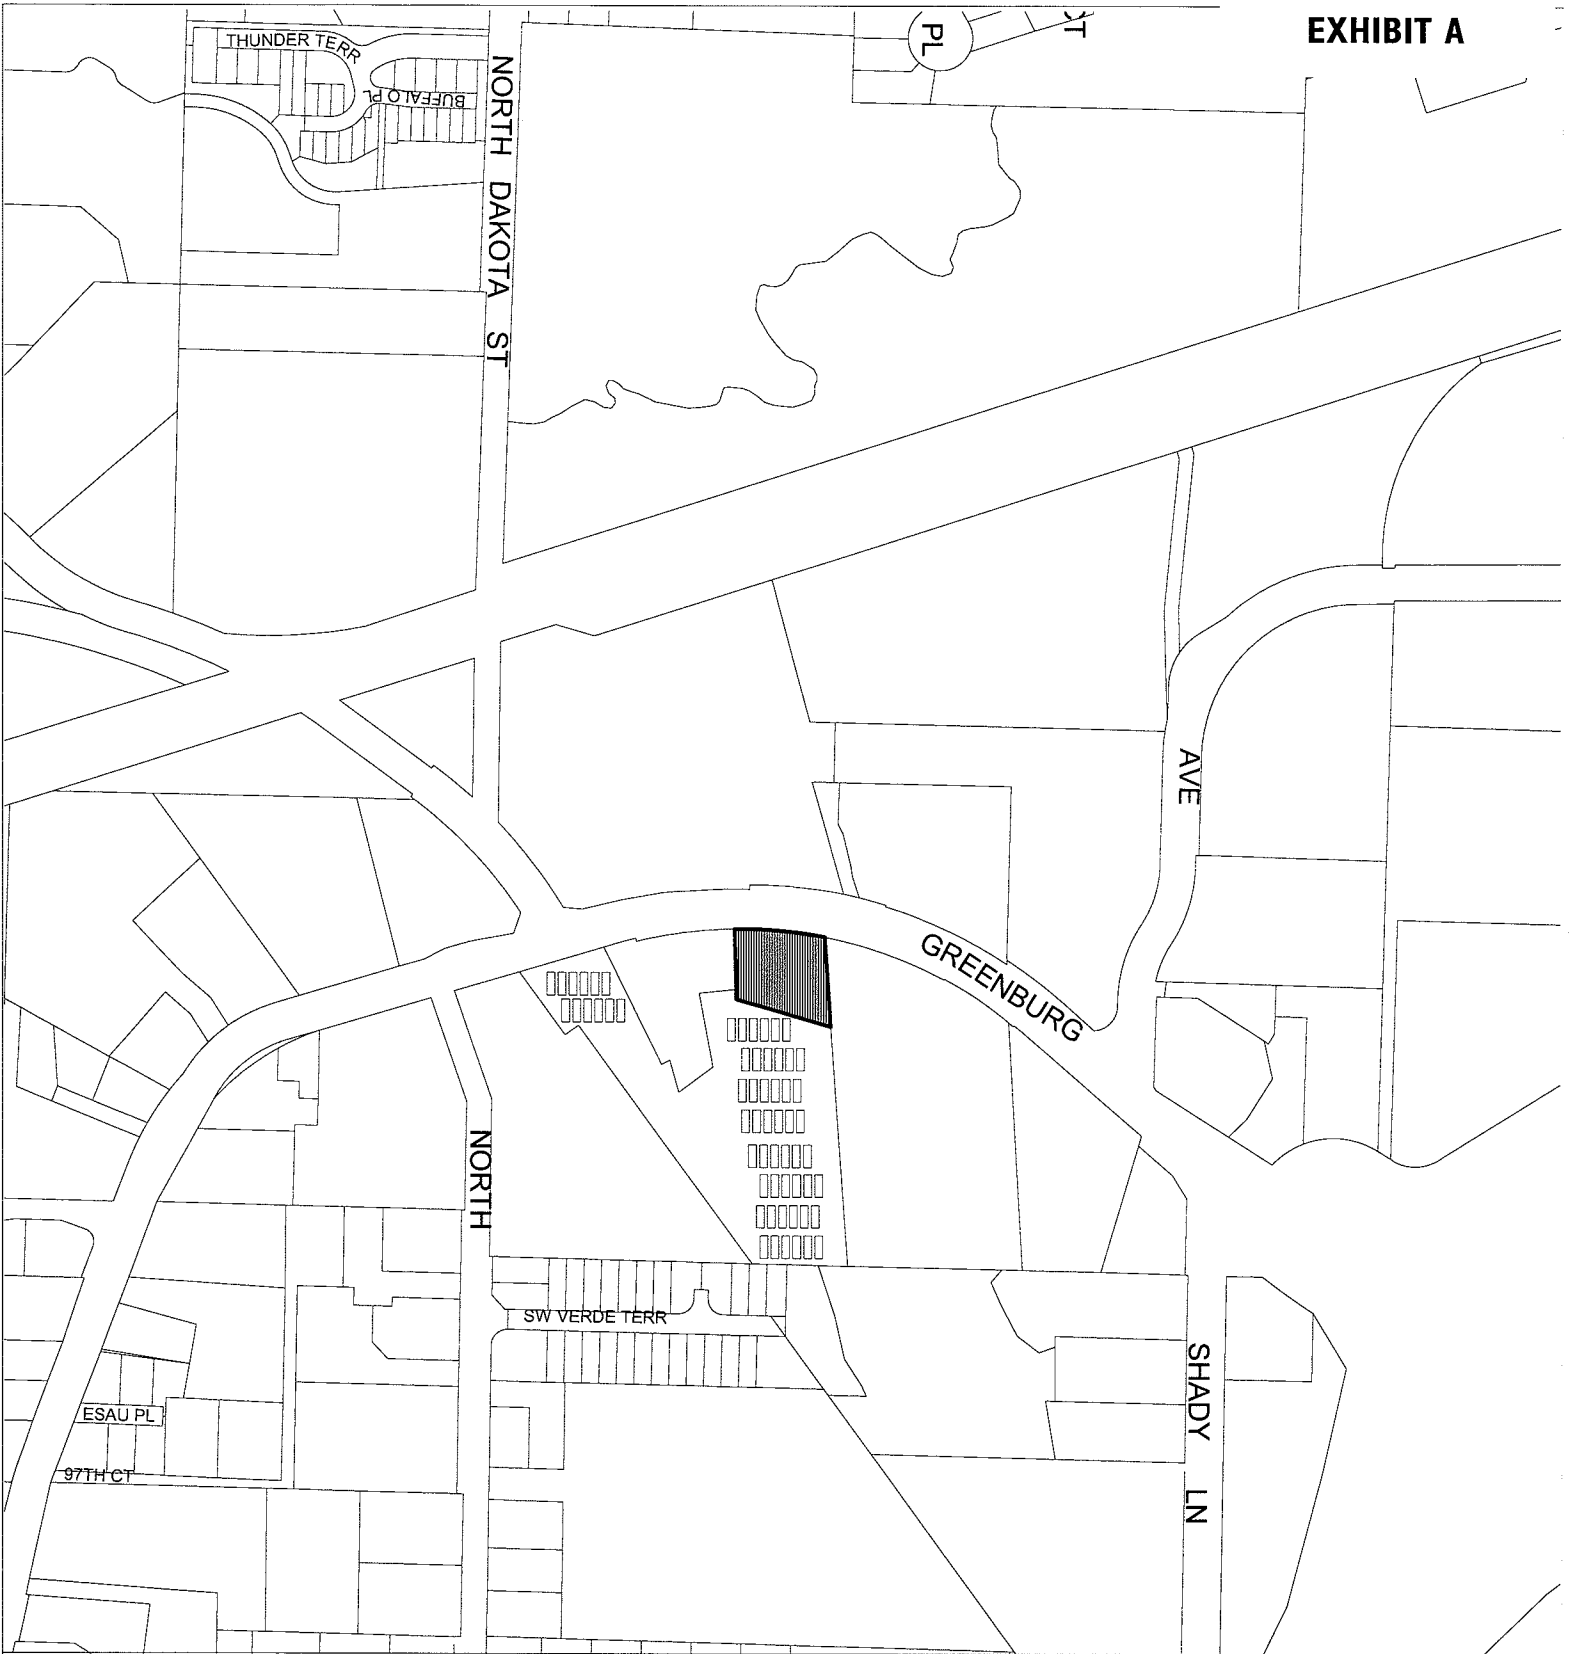 EXHIBIT A
PL
ST
THUNDER TERR
BUFFALO PL
NORTH DAKOTA ST
AVE
GREENBURG
NORTH
SW VERDE TERR
SHADY LN
ESAU PL
97TH CT